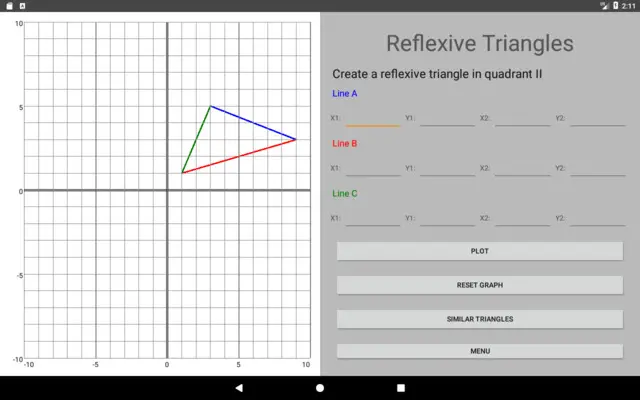 2:11
10
5
0
-5
-10
-10 -5 0 5 10
Reflexive Triangles
Create a reflexive triangle in quadrant II
Line A
X1: Y1: X2: Y2:
Line B
X1: Y1: X2: Y2:
Line C
X1: Y1: X2: Y2:
PLOT
RESET GRAPH
SIMILAR TRIANGLES
MENU